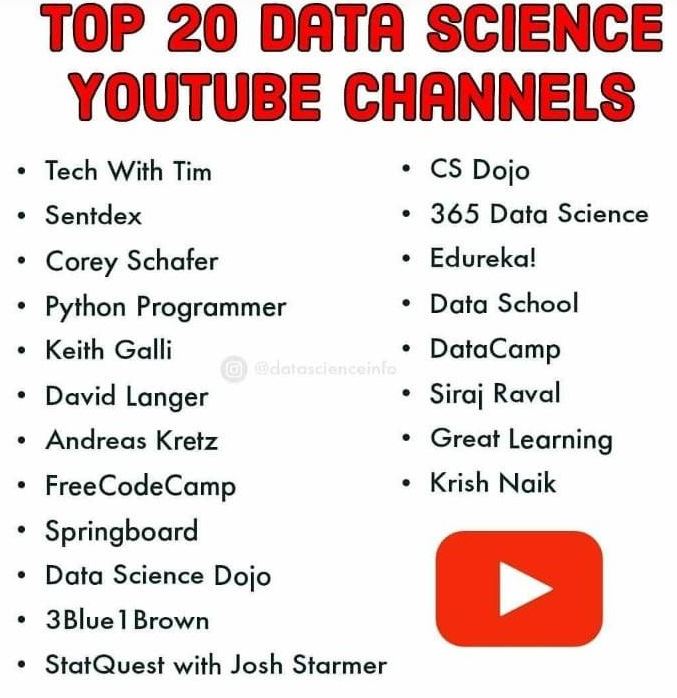 TOP 20 DATA SCIENCE
YOUTUBE CHANNELS
• Tech With Tim
• Sentdex
• Corey Schafer
• Python Programmer
• Keith Galli
• David Langer
• Andreas Kretz
• FreeCodeCamp
• Springboard
• Data Science Dojo
• 3Blue1Brown
• StatQuest with Josh Starmer
• CS Dojo
• 365 Data Science
• Edureka!
• Data School
• DataCamp
• Siraj Raval
• Great Learning
• Krish Naik
@datascienceinfo